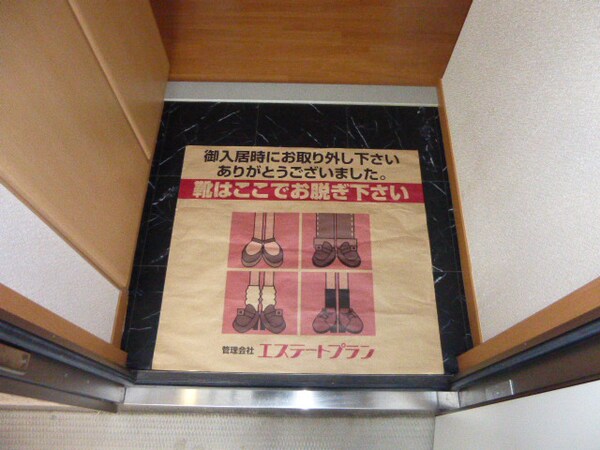 御入居時にお取り外し下さい
ありがとうございました。
靴はここでお脱ぎ下さい
管理会社 エステートプラン